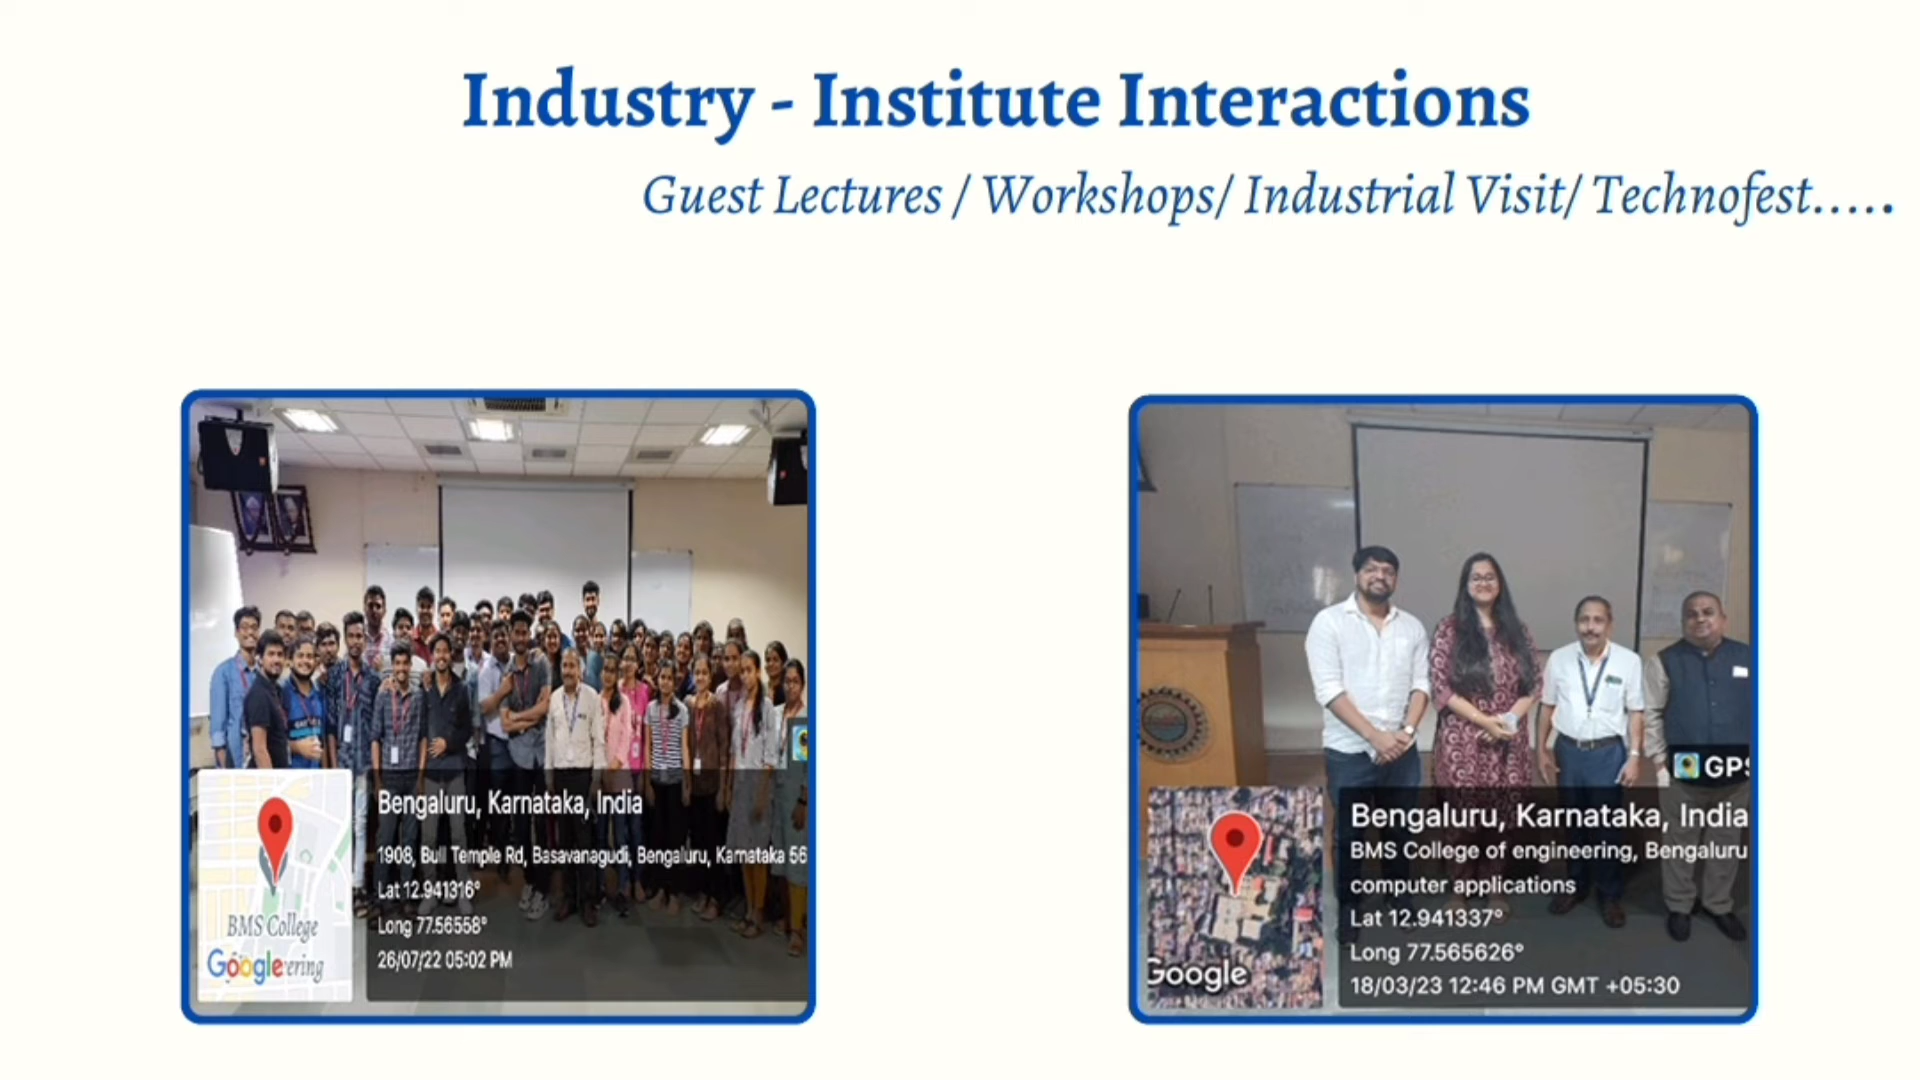 Industry - Institute Interactions
Guest Lectures / Workshops/ Industrial Visit/ Technofest.....
Bengaluru, Karnataka, India
1908, Bull Temple Rd, Basavanagudi, Bengaluru, Karnataka 56
Lat 12.941316°
Long 77.56558°
26/07/22 05:02 PM
BMS College
Google
GPS
Bengaluru, Karnataka, India
BMS College of engineering, Bengaluru
computer applications
Lat 12.941337°
Long 77.565626°
18/03/23 12:46 PM GMT +05:30
Google